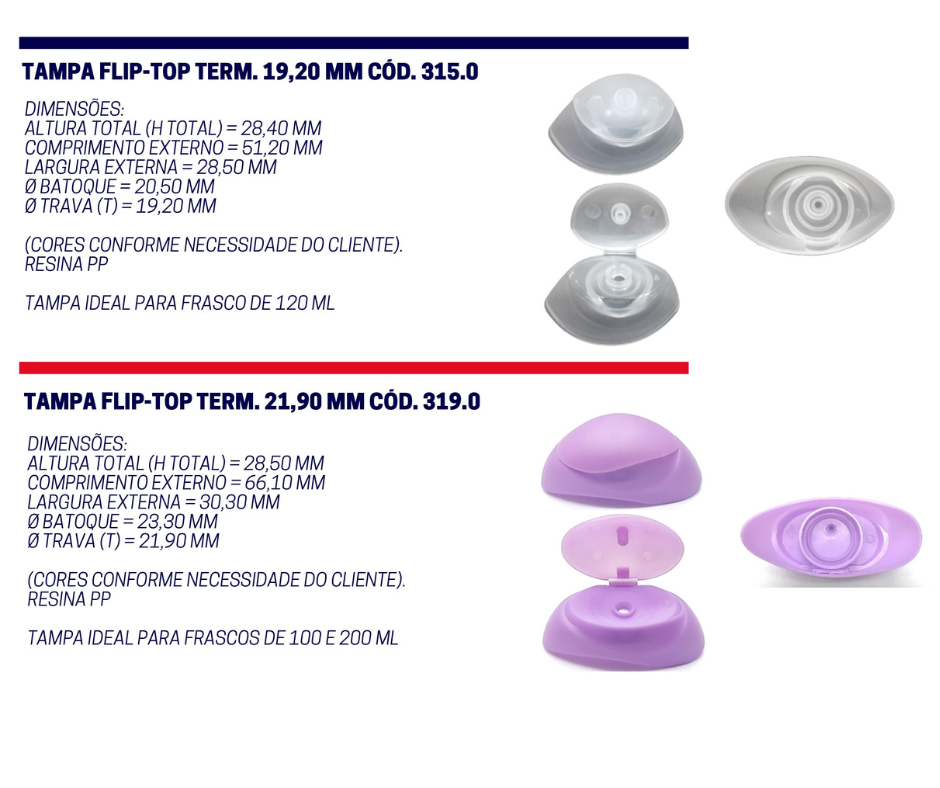 TAMPA FLIP-TOP TERM. 19,20 MM CÓD. 315.0
DIMENSÕES:
ALTURA TOTAL (H TOTAL) = 28,40 MM
COMPRIMENTO EXTERNO = 51,20 MM
LARGURA EXTERNA = 28,50 MM
Ø BATOQUE = 20,50 MM
Ø TRAVA (T) = 19,20 MM
(CORES CONFORME NECESSIDADE DO CLIENTE).
RESINA PP
TAMPA IDEAL PARA FRASCO DE 120 ML
TAMPA FLIP-TOP TERM. 21,90 MM CÓD. 319.0
DIMENSÕES:
ALTURA TOTAL (H TOTAL) = 28,50 MM
COMPRIMENTO EXTERNO = 66,10 MM
LARGURA EXTERNA = 30,30 MM
Ø BATOQUE = 23,30 MM
Ø TRAVA (T) = 21,90 MM
(CORES CONFORME NECESSIDADE DO CLIENTE).
RESINA PP
TAMPA IDEAL PARA FRASCOS DE 100 E 200 ML